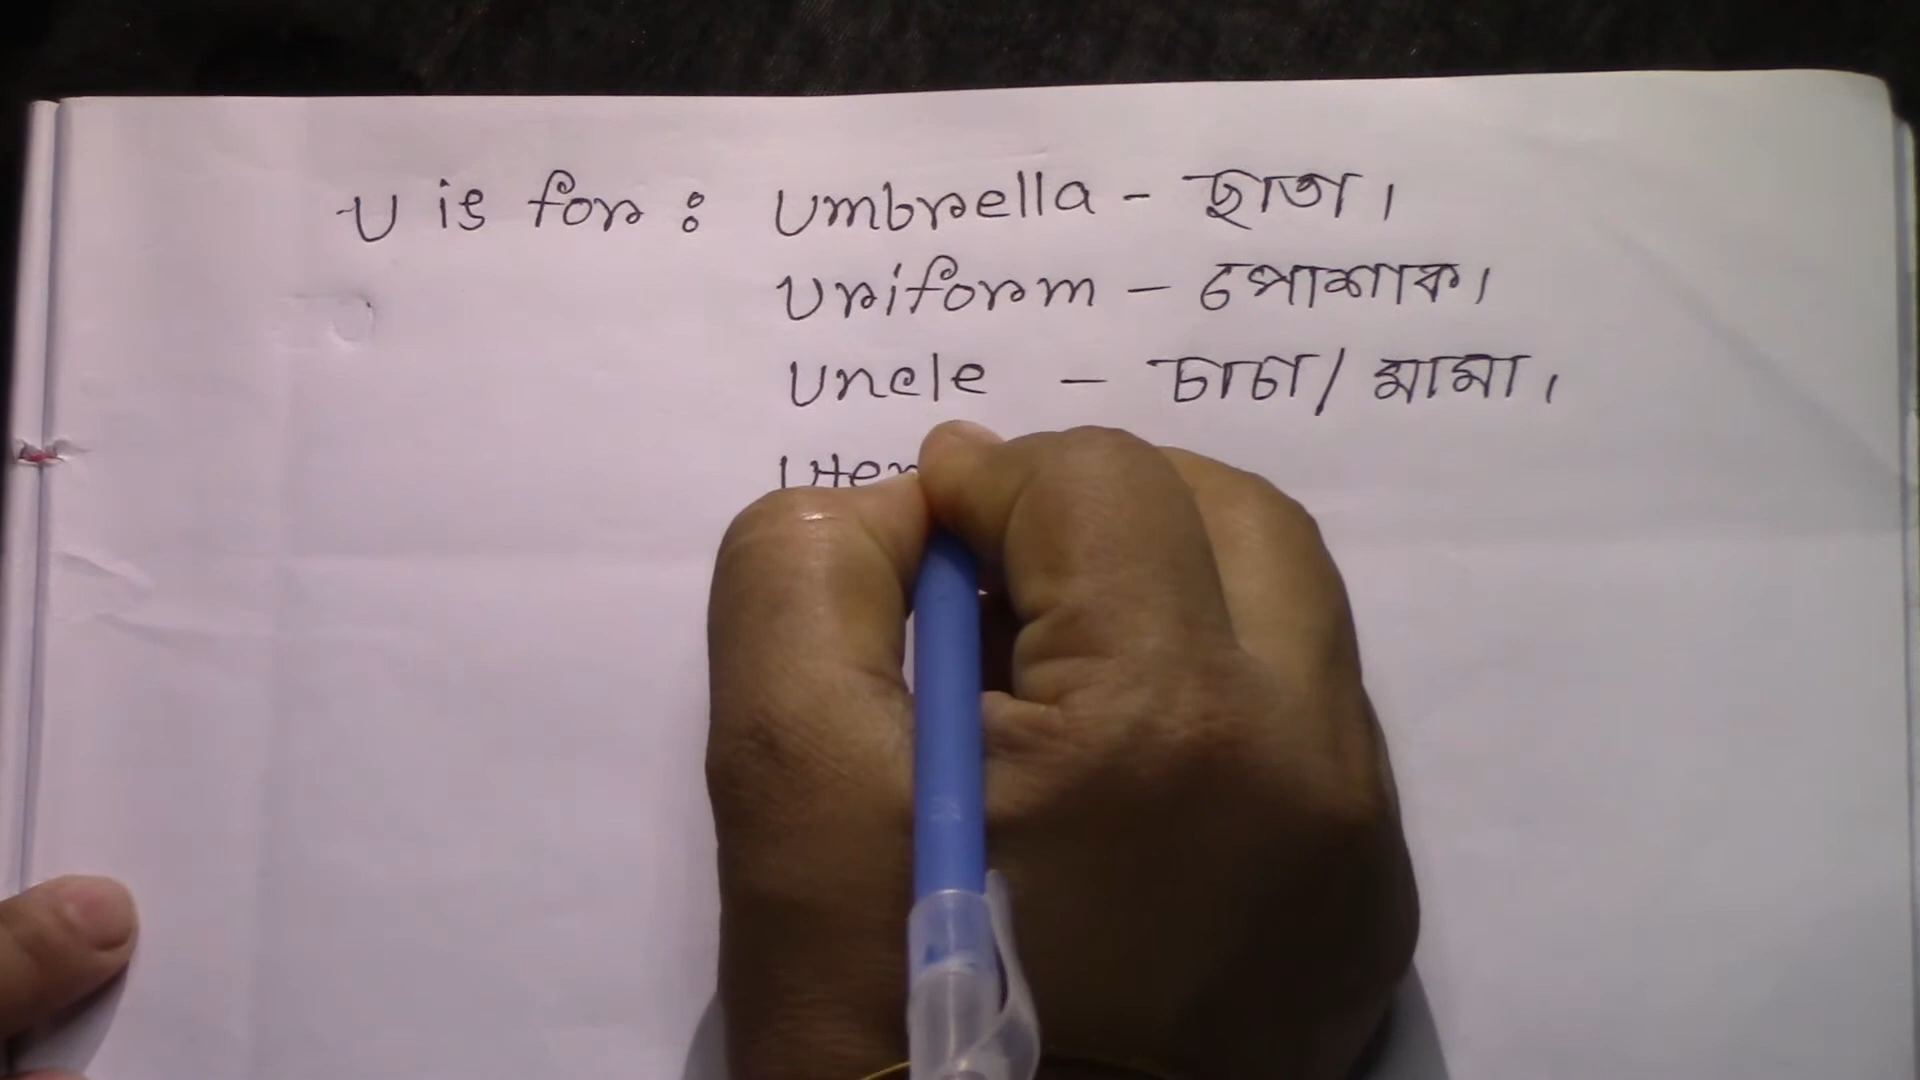 U is for : Umbrella - ছাতা।
Uniform - পোশাক।
Uncle - চাচা/ মামা।